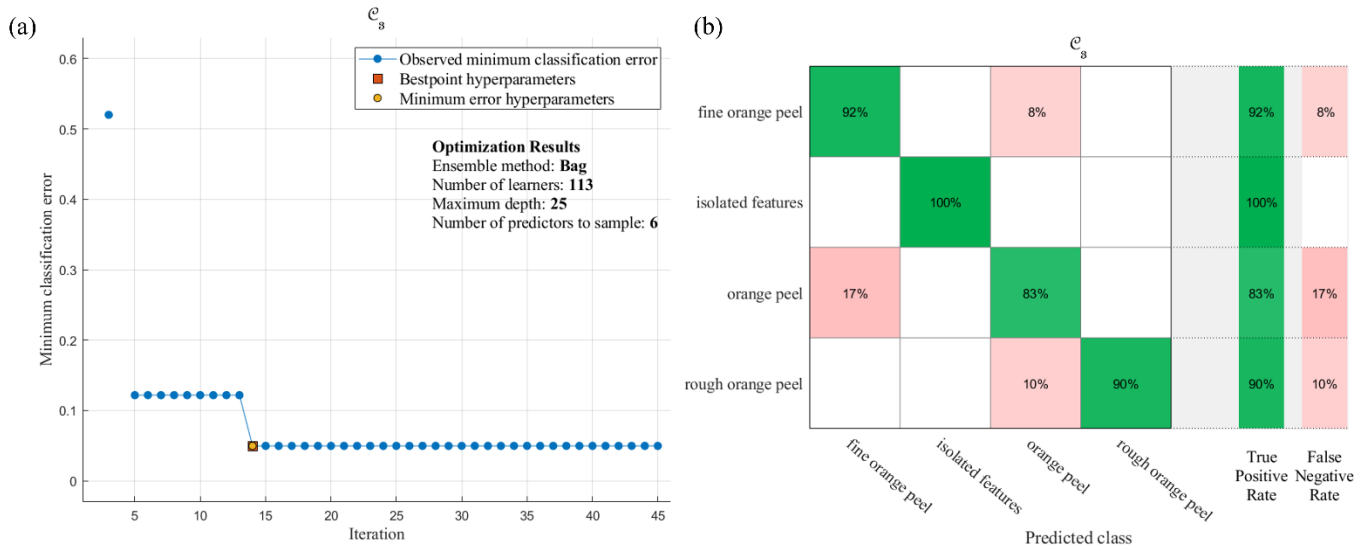 (a)
𝒞₃
0.6
0.5
0.4
0.3
0.2
0.1
0
Minimum classification error
Observed minimum classification error
Bestpoint hyperparameters
Minimum error hyperparameters
Optimization Results
Ensemble method: Bag
Number of learners: 113
Maximum depth: 25
Number of predictors to sample: 6
5 10 15 20 25 30 35 40 45
Iteration
(b)
𝒞₃
fine orange peel 92% 8% 92% 8%
isolated features 100% 100%
orange peel 17% 83% 83% 17%
rough orange peel 10% 90% 90% 10%
fine orange peel
isolated features
orange peel
rough orange peel
True
Positive
Rate
False
Negative
Rate
Predicted class